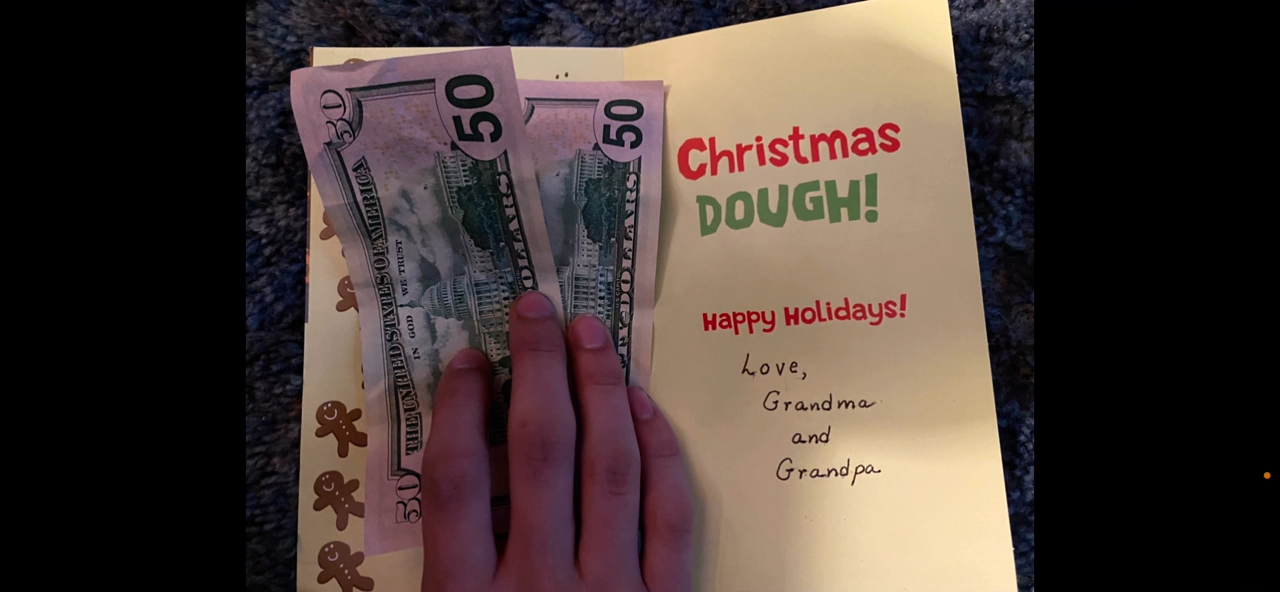 50
50
THE UNITED STATES OF AMERICA
IN GOD WE TRUST
50
50
DOLLARS
Christmas
DOUGH!
Happy Holidays!
Love,
Grandma
and
Grandpa